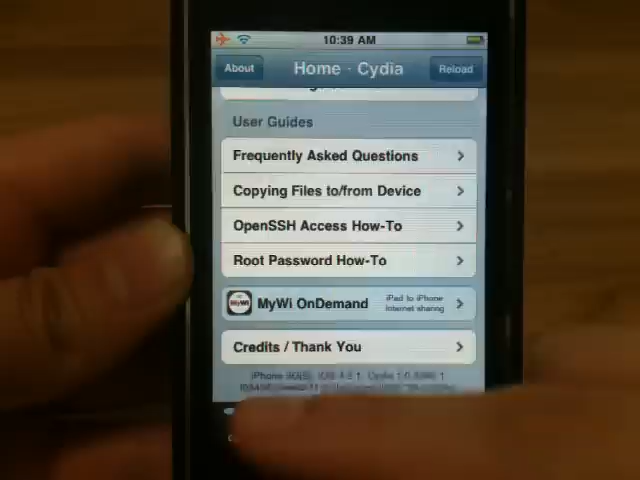 10:39 AM
About
Home · Cydia
Reload
User Guides
Frequently Asked Questions
Copying Files to/from Device
OpenSSH Access How-To
Root Password How-To
MyWi
MyWi OnDemand
iPad to iPhone
internet sharing
Credits / Thank You